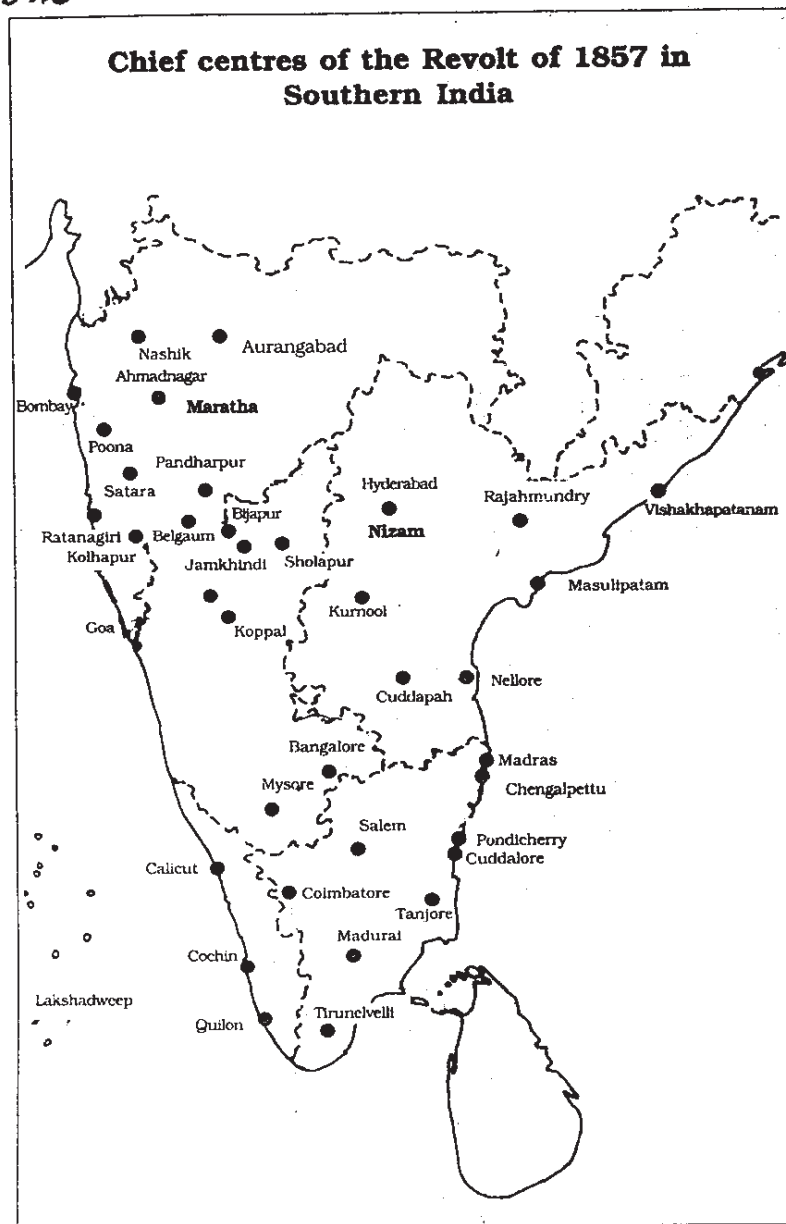 Chief centres of the Revolt of 1857 in
Southern India
Nashik
Aurangabad
Ahmadnagar
Bombay
Maratha
Poona
Pandharpur
Satara
Hyderabad
Rajahmundry
Vishakhapatanam
Bijapur
Nizam
Ratanagiri
Belgaum
Kolhapur
Jamkhindi
Sholapur
Masulipatam
Kurnool
Goa
Koppal
Cuddapah
Nellore
Bangalore
Madras
Mysore
Chengalpettu
Salem
Pondicherry
Cuddalore
Calicut
Coimbatore
Tanjore
Madurai
Cochin
Lakshadweep
Quilon
Tirunelvelli